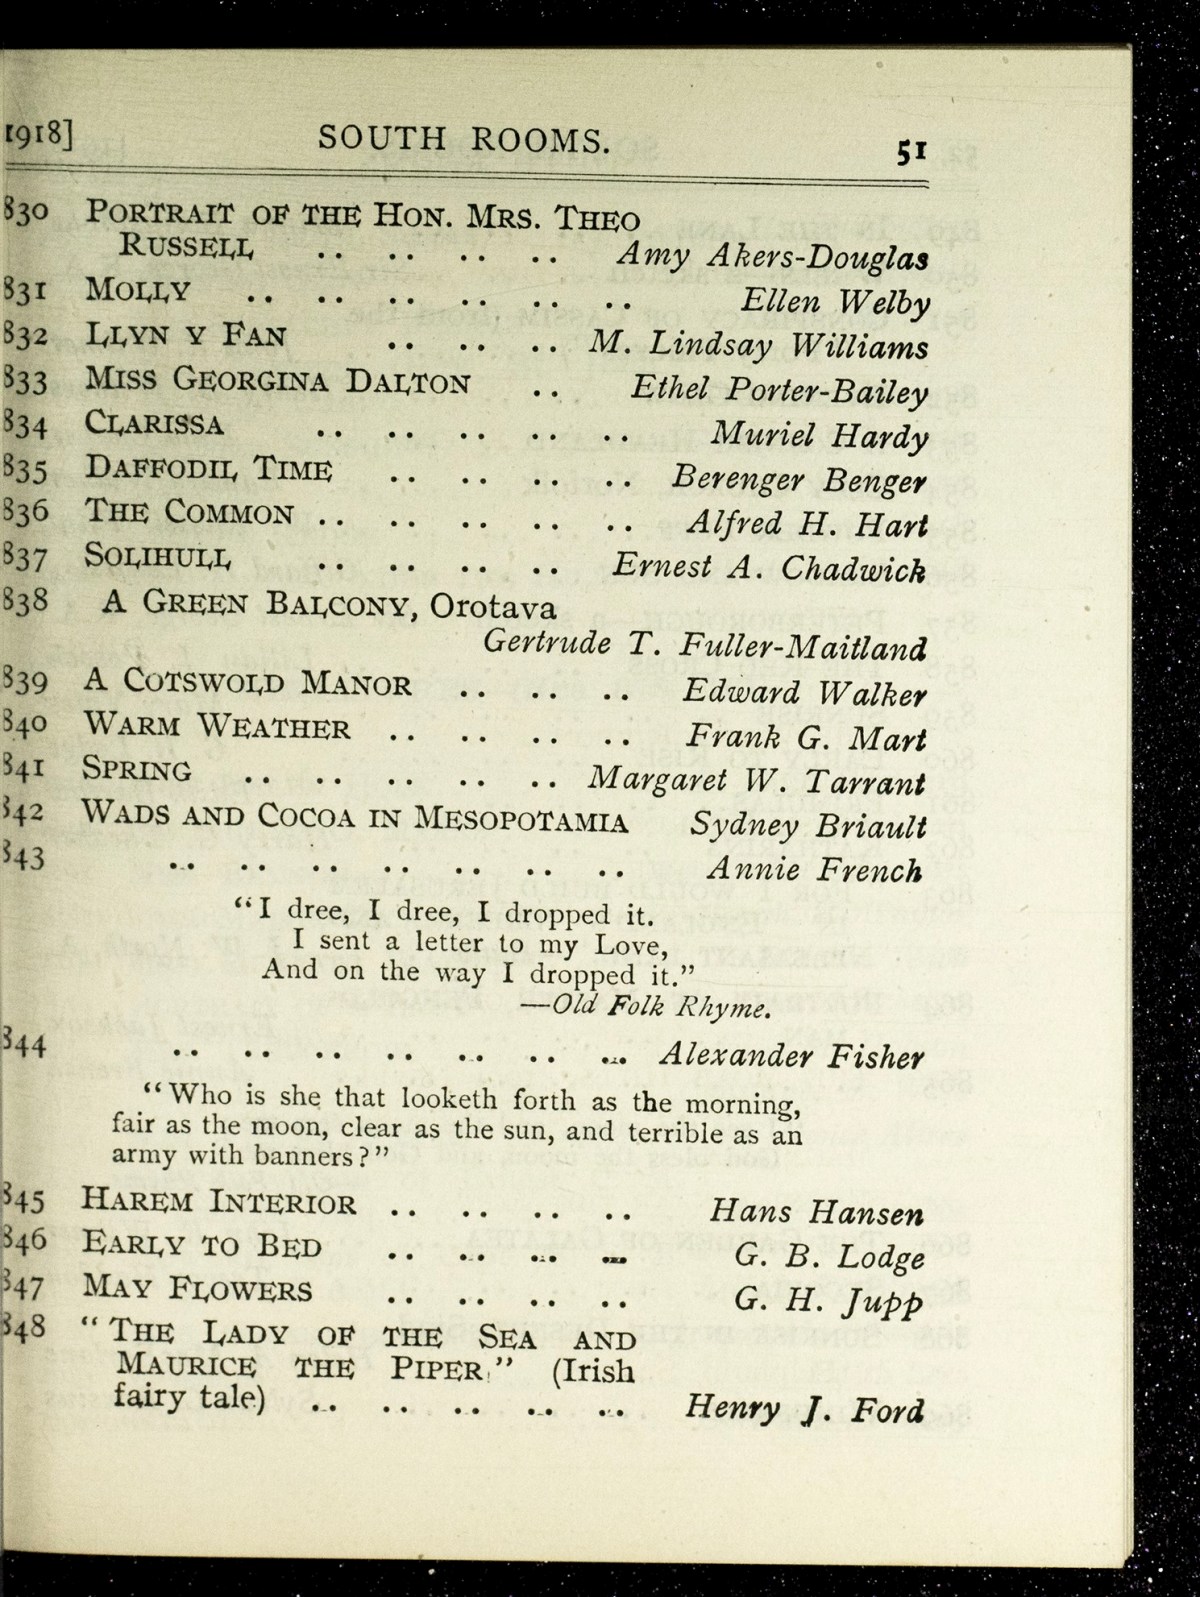 1918] SOUTH ROOMS. 51
830 PORTRAIT OF THE HON. MRS. THEO
RUSSELL .. .. .. .. Amy Akers-Douglas
831 MOLLY .. .. .. .. .. .. Ellen Welby
832 LLYN Y FAN .. .. .. M. Lindsay Williams
833 MISS GEORGINA DALTON .. Ethel Porter-Bailey
834 CLARISSA .. .. .. .. .. Muriel Hardy
835 DAFFODIL TIME .. .. .. .. Berenger Benger
836 THE COMMON .. .. .. .. .. Alfred H. Hart
837 SOLIHULL .. .. .. .. Ernest A. Chadwick
838 A GREEN BALCONY, Orotava
Gertrude T. Fuller-Maitland
839 A COTSWOLD MANOR .. .. .. Edward Walker
840 WARM WEATHER .. .. .. .. Frank G. Mart
841 SPRING .. .. .. .. .. Margaret W. Tarrant
842 WADS AND COCOA IN MESOPOTAMIA Sydney Briault
843 .. .. .. .. .. .. .. Annie French
“I dree, I dree, I dropped it.
I sent a letter to my Love,
And on the way I dropped it.”
—Old Folk Rhyme.
844 .. .. .. .. .. .. .. Alexander Fisher
“Who is she that looketh forth as the morning,
fair as the moon, clear as the sun, and terrible as an
army with banners?”
845 HAREM INTERIOR .. .. .. .. Hans Hansen
846 EARLY TO BED .. .. .. .. G. B. Lodge
847 MAY FLOWERS .. .. .. .. G. H. Jupp
848 “THE LADY OF THE SEA AND
MAURICE THE PIPER” (Irish
fairy tale) .. .. .. .. .. Henry J. Ford